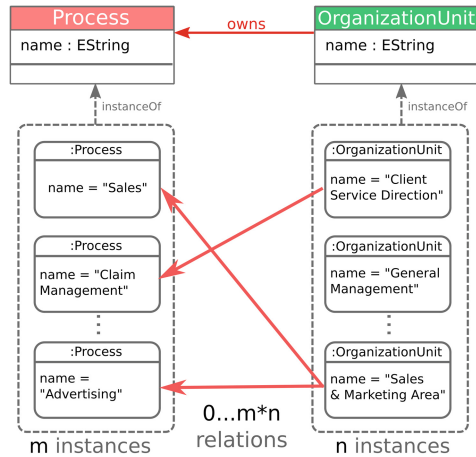 Process
name : EString
owns
OrganizationUnit
name : EString
instanceOf
instanceOf
:Process
name = "Sales"
:Process
name = "Claim
Management"
:Process
name =
"Advertising"
:OrganizationUnit
name = "Client
Service Direction"
:OrganizationUnit
name = "General
Management"
:OrganizationUnit
name = "Sales
& Marketing Area"
0...m*n
relations
m instances
n instances